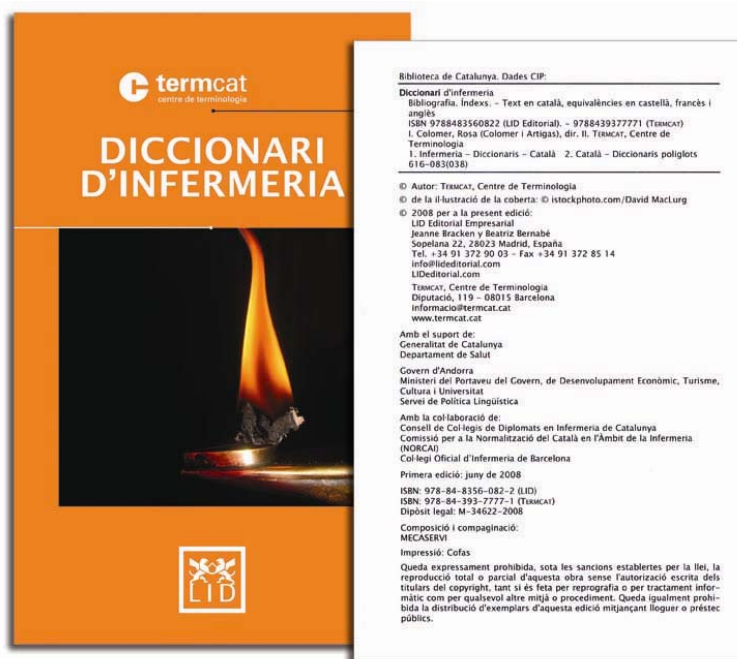 termcat
centre de terminologia
DICCIONARI
D'INFERMERIA
LID
Biblioteca de Catalunya. Dades CIP:
Diccionari d'infermeria
Bibliografia. Índexs. – Text en català, equivalències en castellà, francès i
anglès
ISBN 9788483560822 (LID Editorial). – 9788439377771 (TERMCAT)
I. Colomer, Rosa (Colomer i Artigas), dir. II. TERMCAT, Centre de
Terminologia
1. Infermeria – Diccionaris – Català 2. Català – Diccionaris poliglots
616-083(038)
© Autor: TERMCAT, Centre de Terminologia
© de la il·lustració de la coberta: © istockphoto.com/David MacLurg
© 2008 per a la present edició:
LID Editorial Empresarial
Jeanne Bracken y Beatriz Bernabé
Sopelana 22, 28023 Madrid, España
Tel. +34 91 372 90 03 - Fax +34 91 372 85 14
info@lideditorial.com
LIDeditorial.com
TERMCAT, Centre de Terminologia
Diputació, 119 – 08015 Barcelona
informacio@termcat.cat
www.termcat.cat
Amb el suport de:
Generalitat de Catalunya
Departament de Salut
Govern d'Andorra
Ministeri del Portaveu del Govern, de Desenvolupament Econòmic, Turisme,
Cultura i Universitat
Servei de Política Lingüística
Amb la col·laboració de:
Consell de Col·legis de Diplomats en Infermeria de Catalunya
Comissió per a la Normalització del Català en l'Àmbit de la Infermeria
(NORCAI)
Col·legi Oficial d'Infermeria de Barcelona
Primera edició: juny de 2008
ISBN: 978-84-8356-082-2 (LID)
ISBN: 978-84-393-7777-1 (TERMCAT)
Dipòsit legal: M-34622-2008
Composició i compaginació:
MECASERVI
Impressió: Cofas
Queda expressament prohibida, sota les sancions establertes per la llei, la
reproducció total o parcial d'aquesta obra sense l'autorització escrita dels
titulars del copyright, tant si és feta per reprografia o per tractament infor-
màtic com per qualsevol altre mitjà o procediment. Queda igualment prohi-
bida la distribució d'exemplars d'aquesta edició mitjançant lloguer o préstec
públics.